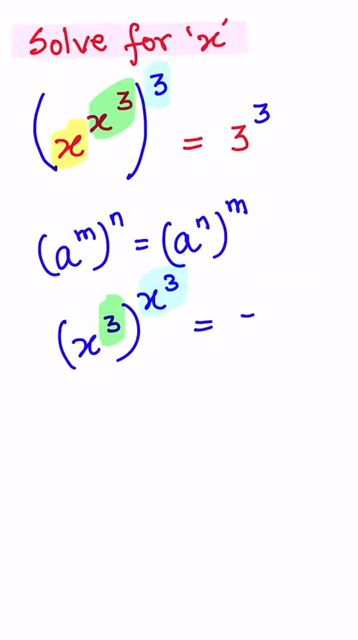 Solve for 'x'
(x^{x^3})^3 = 3^3
(a^m)^n = (a^n)^m
(x^3)^{x^3} = -